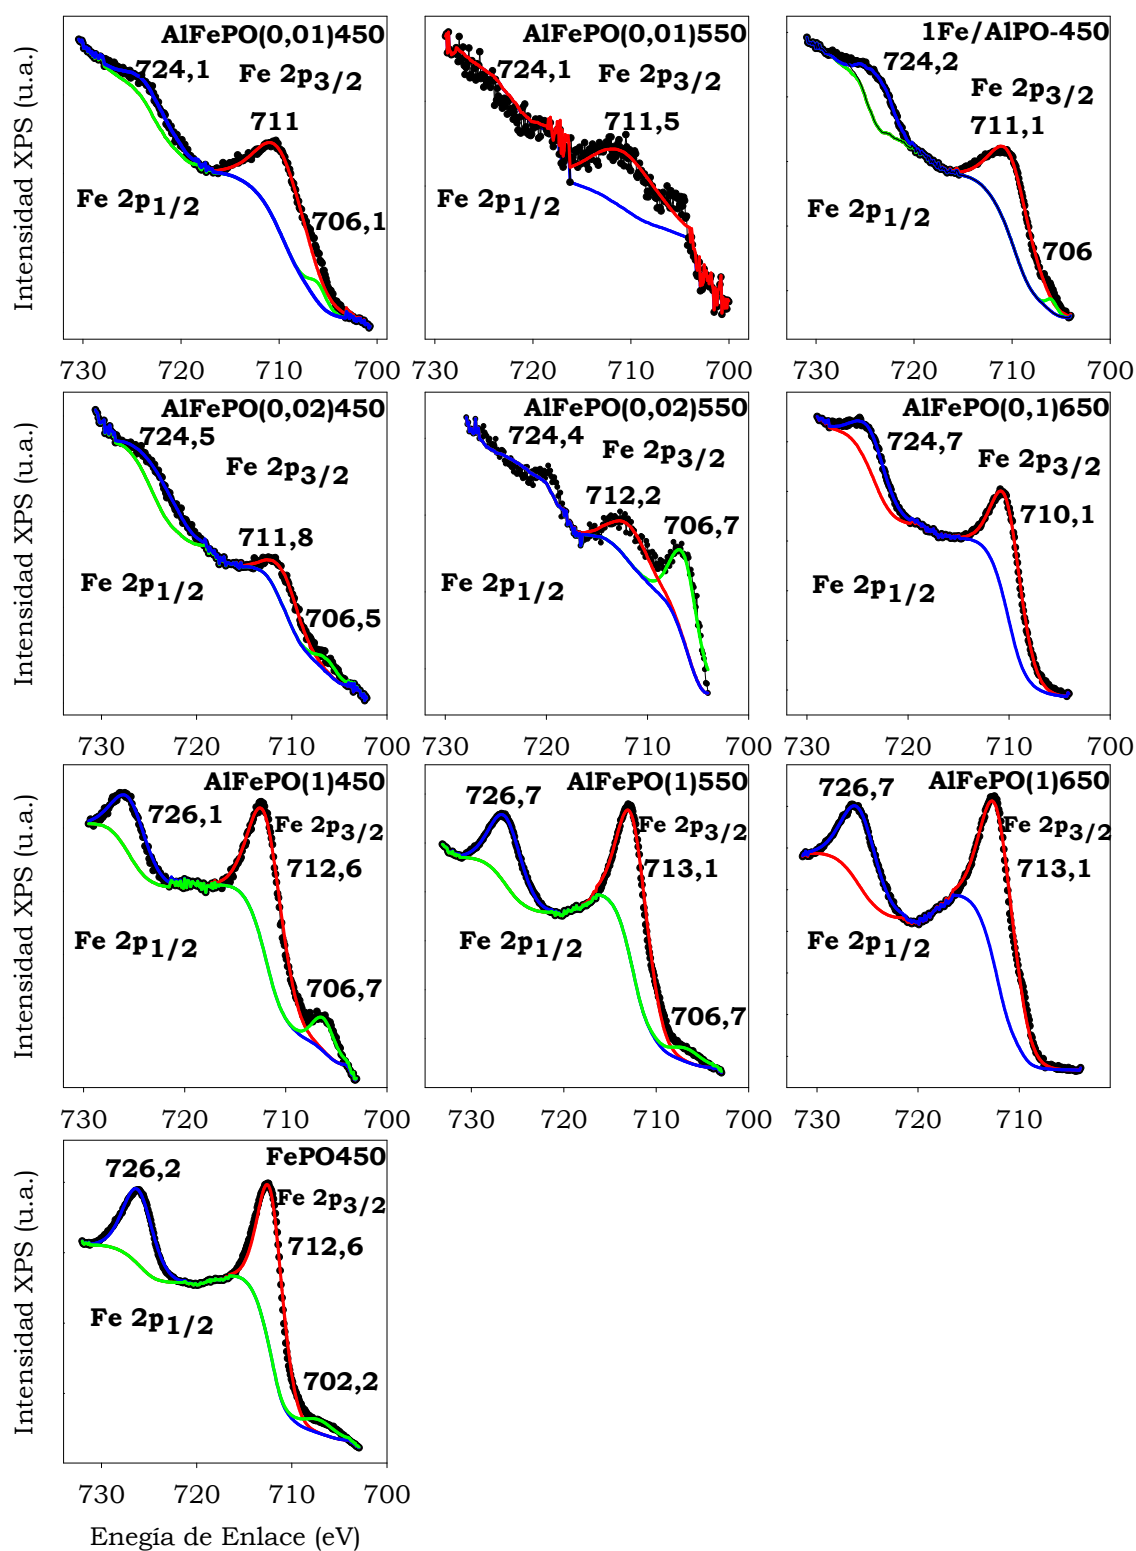 Intensidad XPS (u.a.)
AlFePO(0,01)450
724,1
Fe 2p3/2
711
Fe 2p1/2
706,1
730 720 710 700
AlFePO(0,01)550
724,1
Fe 2p3/2
711,5
Fe 2p1/2
730 720 710 700
1Fe/AlPO-450
724,2
Fe 2p3/2
711,1
Fe 2p1/2
706
730 720 710 700
Intensidad XPS (u.a)
AlFePO(0,02)450
724,5
Fe 2p3/2
711,8
Fe 2p1/2
706,5
730 720 710 700
AlFePO(0,02)550
724,4
Fe 2p3/2
712,2
706,7
Fe 2p1/2
730 720 710 700
AlFePO(0,1)650
724,7
Fe 2p3/2
710,1
Fe 2p1/2
730 720 710 700
Intensidad XPS (u.a.)
AlFePO(1)450
726,1
Fe 2p3/2
712,6
Fe 2p1/2
706,7
730 720 710 700
AlFePO(1)550
726,7
Fe 2p3/2
713,1
Fe 2p1/2
706,7
730 720 710 700
AlFePO(1)650
726,7
Fe 2p3/2
713,1
Fe 2p1/2
730 720 710
Intensidad XPS (u.a.)
FePO450
726,2
Fe 2p3/2
712,6
Fe 2p1/2
702,2
730 720 710 700
Enegía de Enlace (eV)